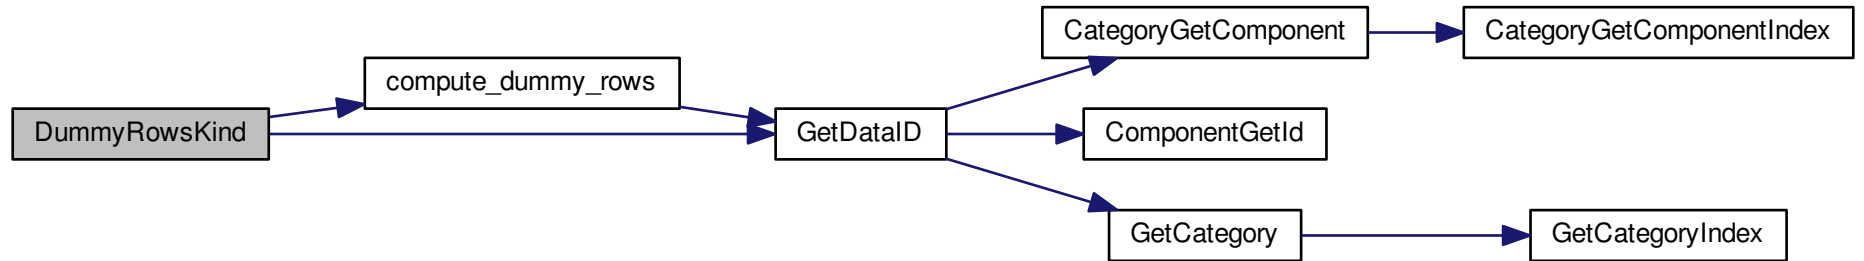 DummyRowsKind
compute_dummy_rows
GetDataID
CategoryGetComponent
CategoryGetComponentIndex
ComponentGetId
GetCategory
GetCategoryIndex